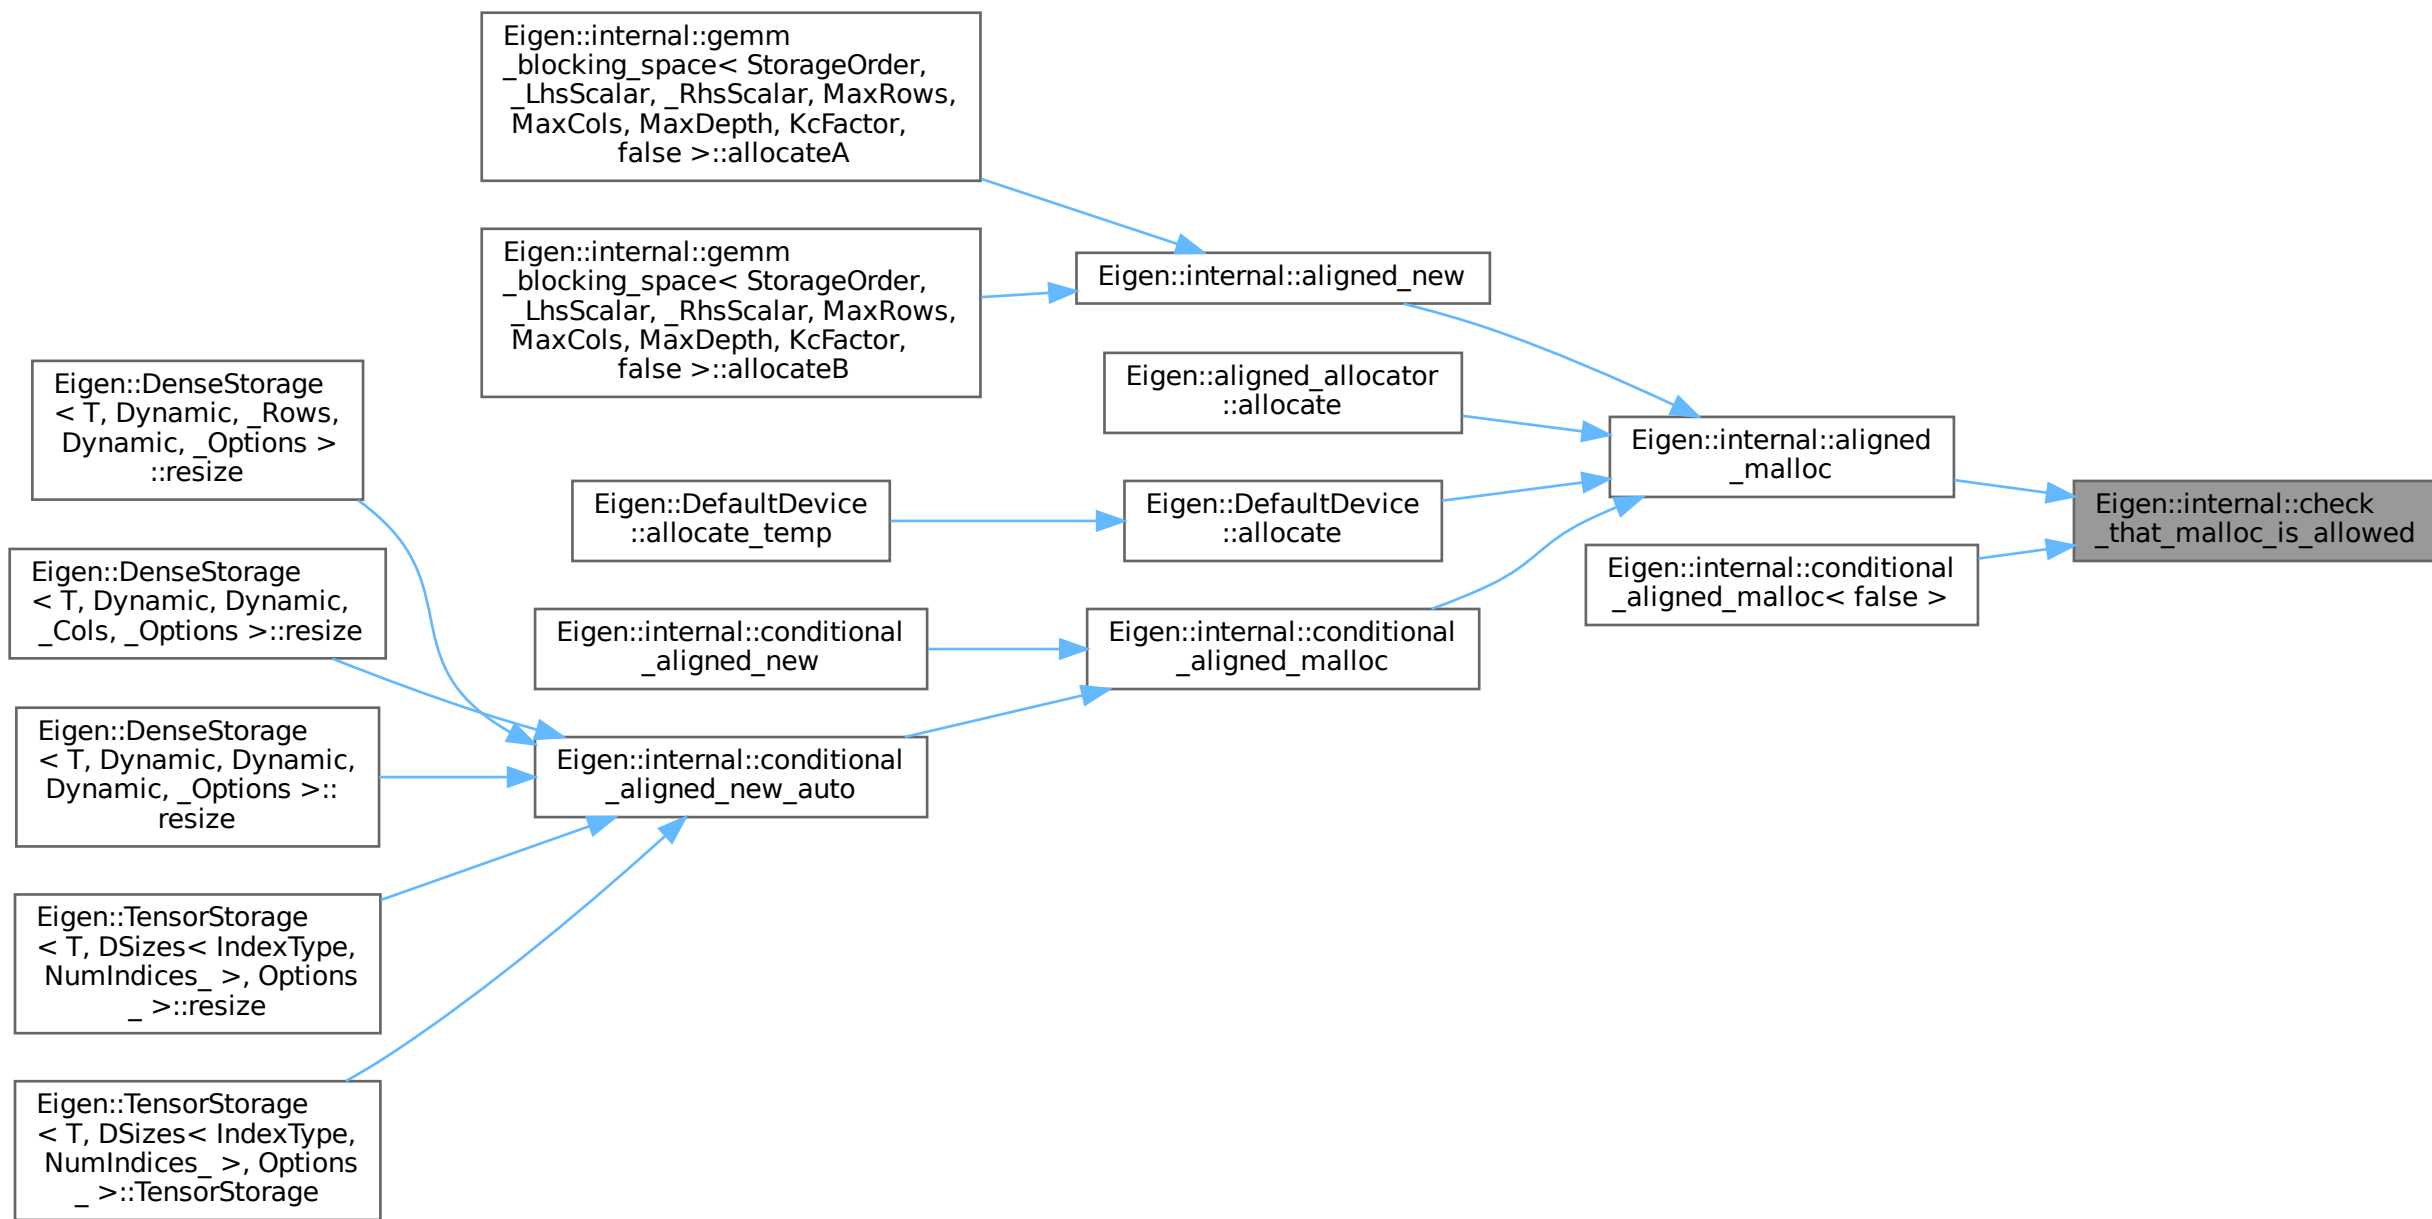 Eigen::internal::gemm
_blocking_space< StorageOrder,
_LhsScalar, _RhsScalar, MaxRows,
MaxCols, MaxDepth, KcFactor,
false >::allocateA
Eigen::internal::gemm
_blocking_space< StorageOrder,
_LhsScalar, _RhsScalar, MaxRows,
MaxCols, MaxDepth, KcFactor,
false >::allocateB
Eigen::internal::aligned_new
Eigen::aligned_allocator
::allocate
Eigen::DenseStorage
< T, Dynamic, _Rows,
Dynamic, _Options >
::resize
Eigen::internal::aligned
_malloc
Eigen::DefaultDevice
::allocate_temp
Eigen::DefaultDevice
::allocate
Eigen::internal::check
_that_malloc_is_allowed
Eigen::DenseStorage
< T, Dynamic, Dynamic,
_Cols, _Options >::resize
Eigen::internal::conditional
_aligned_malloc< false >
Eigen::internal::conditional
_aligned_new
Eigen::internal::conditional
_aligned_malloc
Eigen::DenseStorage
< T, Dynamic, Dynamic,
Dynamic, _Options >::
resize
Eigen::internal::conditional
_aligned_new_auto
Eigen::TensorStorage
< T, DSizes< IndexType,
NumIndices_ >, Options
_ >::resize
Eigen::TensorStorage
< T, DSizes< IndexType,
NumIndices_ >, Options
_ >::TensorStorage